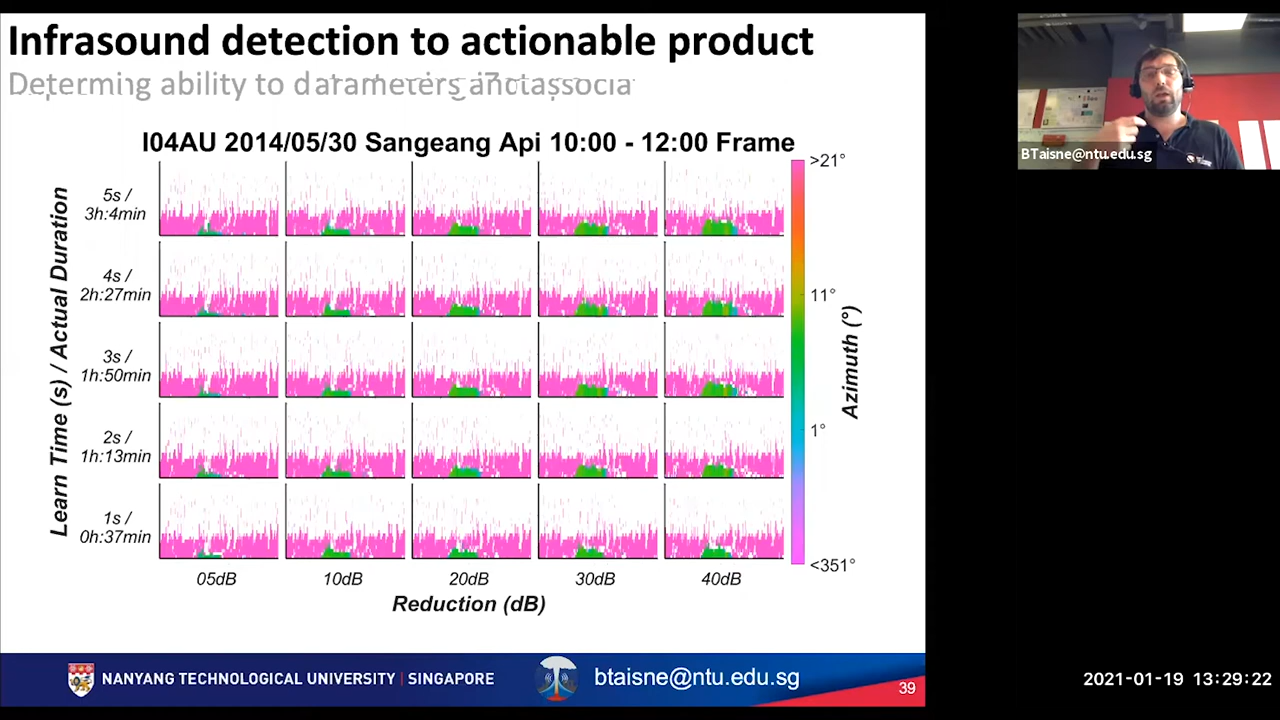 Infrasound detection to actionable product
Determing ability to
I04AU 2014/05/30 Sangeang Api 10:00 - 12:00 Frame
BTaisne@ntu.edu.sg
Learn Time (s) / Actual Duration
5s /
3h:4min
4s /
2h:27min
3s /
1h:50min
2s /
1h:13min
1s /
0h:37min
>21°
11°
1°
<351°
Azimuth (°)
05dB 10dB 20dB 30dB 40dB
Reduction (dB)
NANYANG TECHNOLOGICAL UNIVERSITY | SINGAPORE
btaisne@ntu.edu.sg
39
2021-01-19 13:29:22